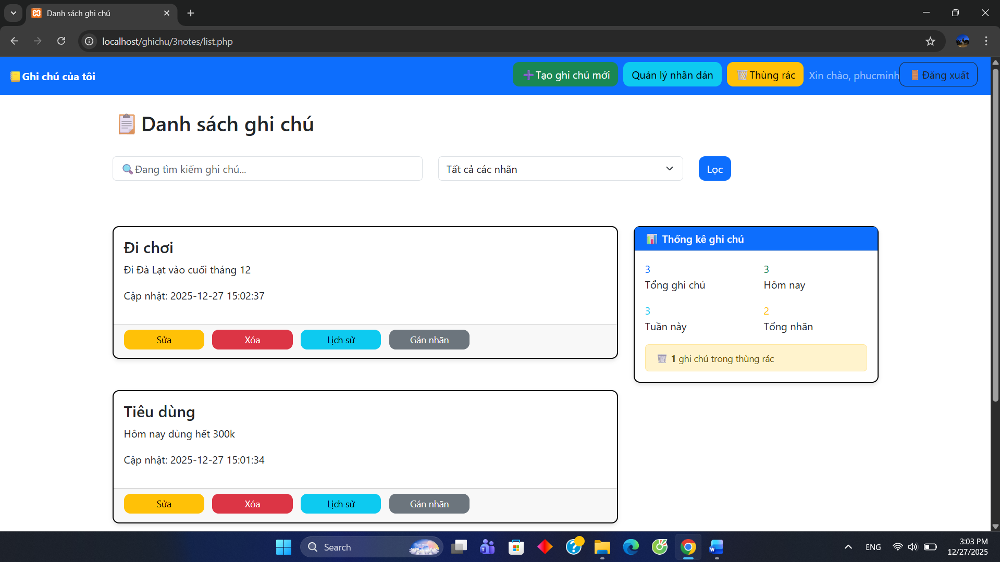 Danh sách ghi chú
localhost/ghichu/3notes/list.php
Ghi chú của tôi
Tạo ghi chú mới
Quản lý nhãn dán
Thùng rác
Xin chào, phucminh
Đăng xuất
Danh sách ghi chú
Đang tìm kiếm ghi chú...
Tất cả các nhãn
Lọc
Đi chơi
Đi Đà Lạt vào cuối tháng 12
Cập nhật: 2025-12-27 15:02:37
Sửa
Xóa
Lịch sử
Gán nhãn
Thống kê ghi chú
3
Tổng ghi chú
3
Hôm nay
3
Tuần này
2
Tổng nhãn
1 ghi chú trong thùng rác
Tiêu dùng
Hôm nay dùng hết 300k
Cập nhật: 2025-12-27 15:01:34
Sửa
Xóa
Lịch sử
Gán nhãn
Search
ENG
3:03 PM
12/27/2025